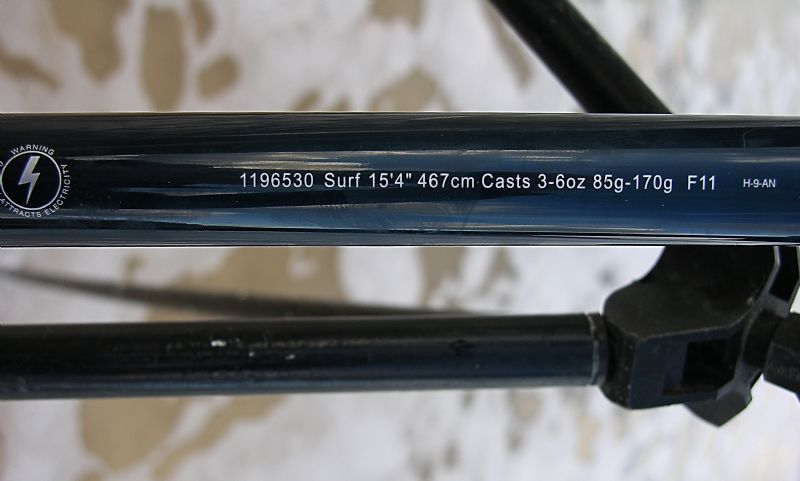 WARNING
ATTRACTS ELECTRICITY
1196530 Surf 15'4" 467cm Casts 3-6oz 85g-170g F11 H-9-AN